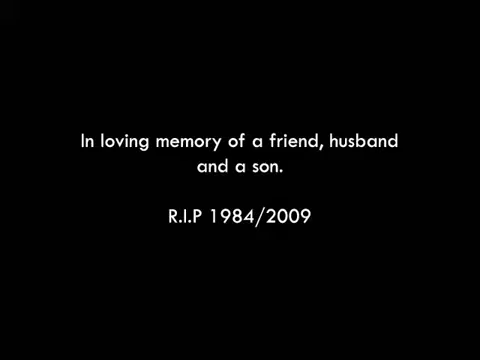 In loving memory of a friend, husband
and a son.
R.I.P 1984/2009